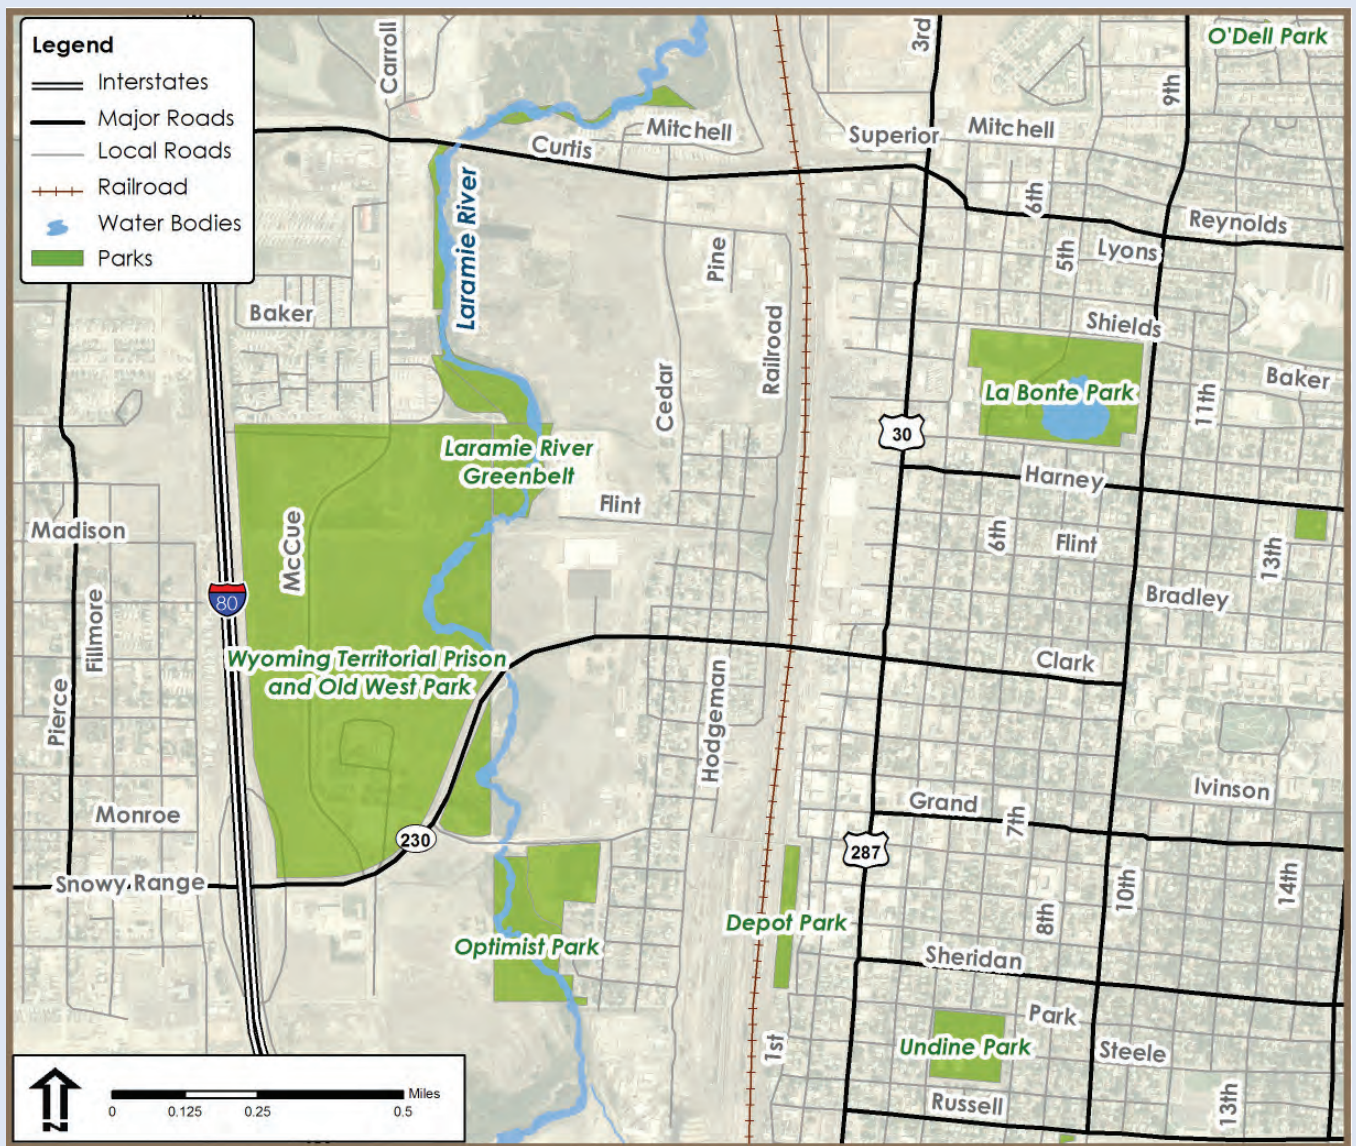 Legend
Interstates
Major Roads
Local Roads
Railroad
Water Bodies
Parks
Carroll
3rd
O'Dell Park
9th
Curtis
Mitchell
Superior
Mitchell
6th
Reynolds
Laramie River
Pine
5th
Lyons
Baker
Railroad
Shields
Cedar
La Bonte Park
Baker
11th
30
Laramie River
Greenbelt
Harney
Flint
Madison
McCue
6th
Flint
13th
80
Bradley
Fillmore
Wyoming Territorial Prison
and Old West Park
Clark
Pierce
Hodgeman
Ivinson
Monroe
Grand
7th
230
287
Snowy Range
10th
14th
Depot Park
8th
Optimist Park
Sheridan
Park
1st
Undine Park
Steele
Russell
13th
N
0
0.125
0.25
0.5
Miles